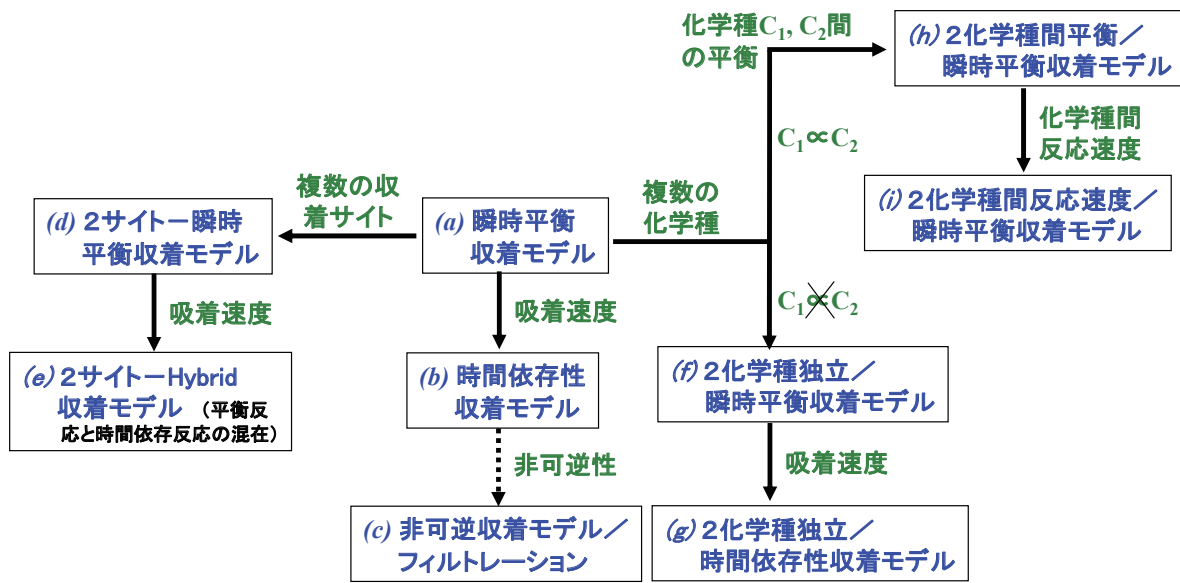 化学種C₁, C₂間
の平衡
(h) 2化学種間平衡／
瞬時平衡収着モデル
C₁∝C₂
化学種間
反応速度
(i) 2化学種間反応速度／
瞬時平衡収着モデル
複数の収
着サイト
複数の
化学種
(d) 2サイトー瞬時
平衡収着モデル
(a) 瞬時平衡
収着モデル
C₁∝C₂
吸着速度
吸着速度
(e) 2サイトーHybrid
収着モデル （平衡反
応と時間依存反応の混在）
(b) 時間依存性
収着モデル
(f) 2化学種独立／
瞬時平衡収着モデル
非可逆性
吸着速度
(c) 非可逆収着モデル／
フィルトレーション
(g) 2化学種独立／
時間依存性収着モデル